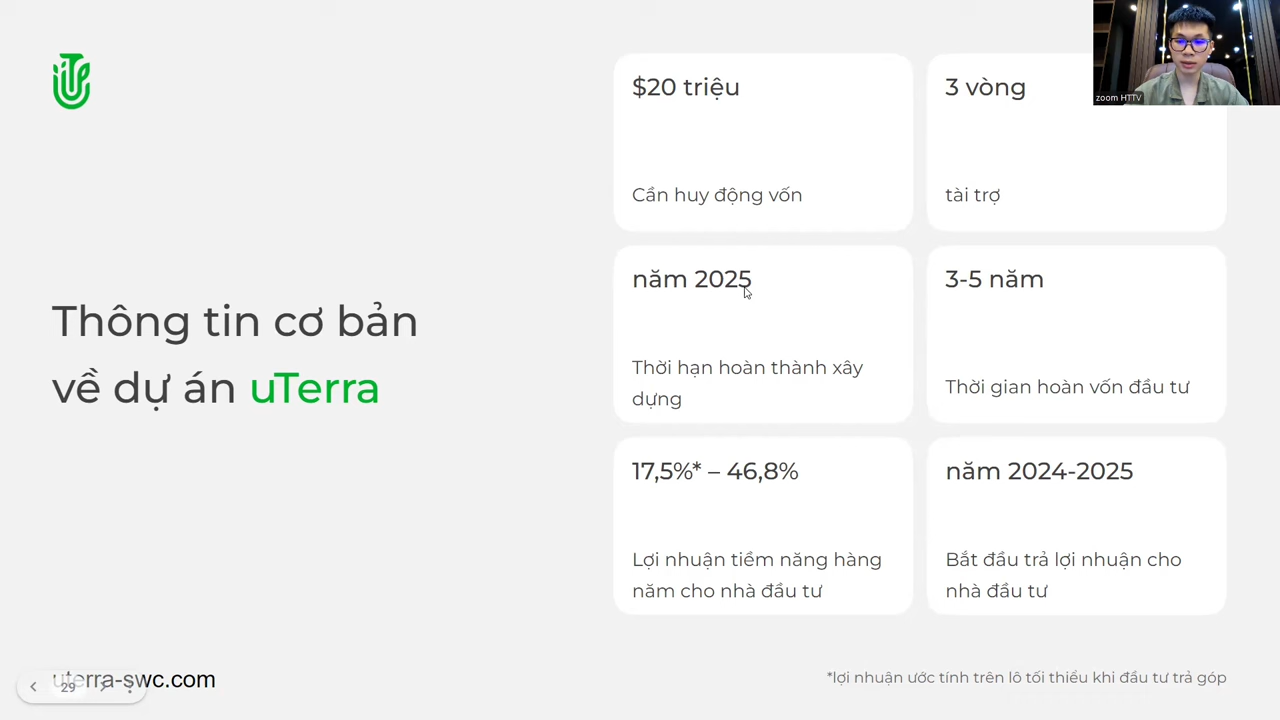 $20 triệu
Cần huy động vốn
3 vòng
tài trợ
zoom HTTV
Thông tin cơ bản
về dự án uTerra
năm 2025
Thời hạn hoàn thành xây
dựng
3-5 năm
Thời gian hoàn vốn đầu tư
17,5%* – 46,8%
Lợi nhuận tiềm năng hàng
năm cho nhà đầu tư
năm 2024-2025
Bắt đầu trả lợi nhuận cho
nhà đầu tư
uterra-swc.com
29
*lợi nhuận ước tính trên lô tối thiểu khi đầu tư trả góp